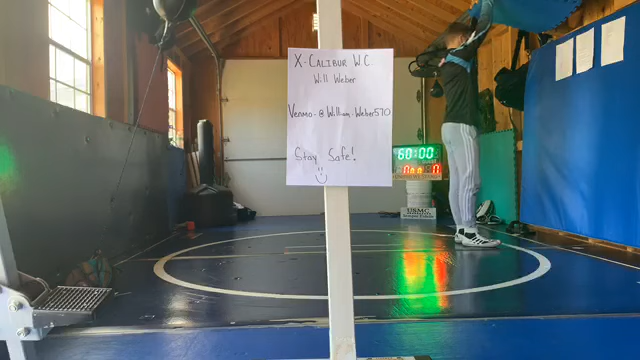 X-CALIBUR W.C.
Will Weber
VENMO-@William-Weber570
Stay Safe!
60:00
USMC